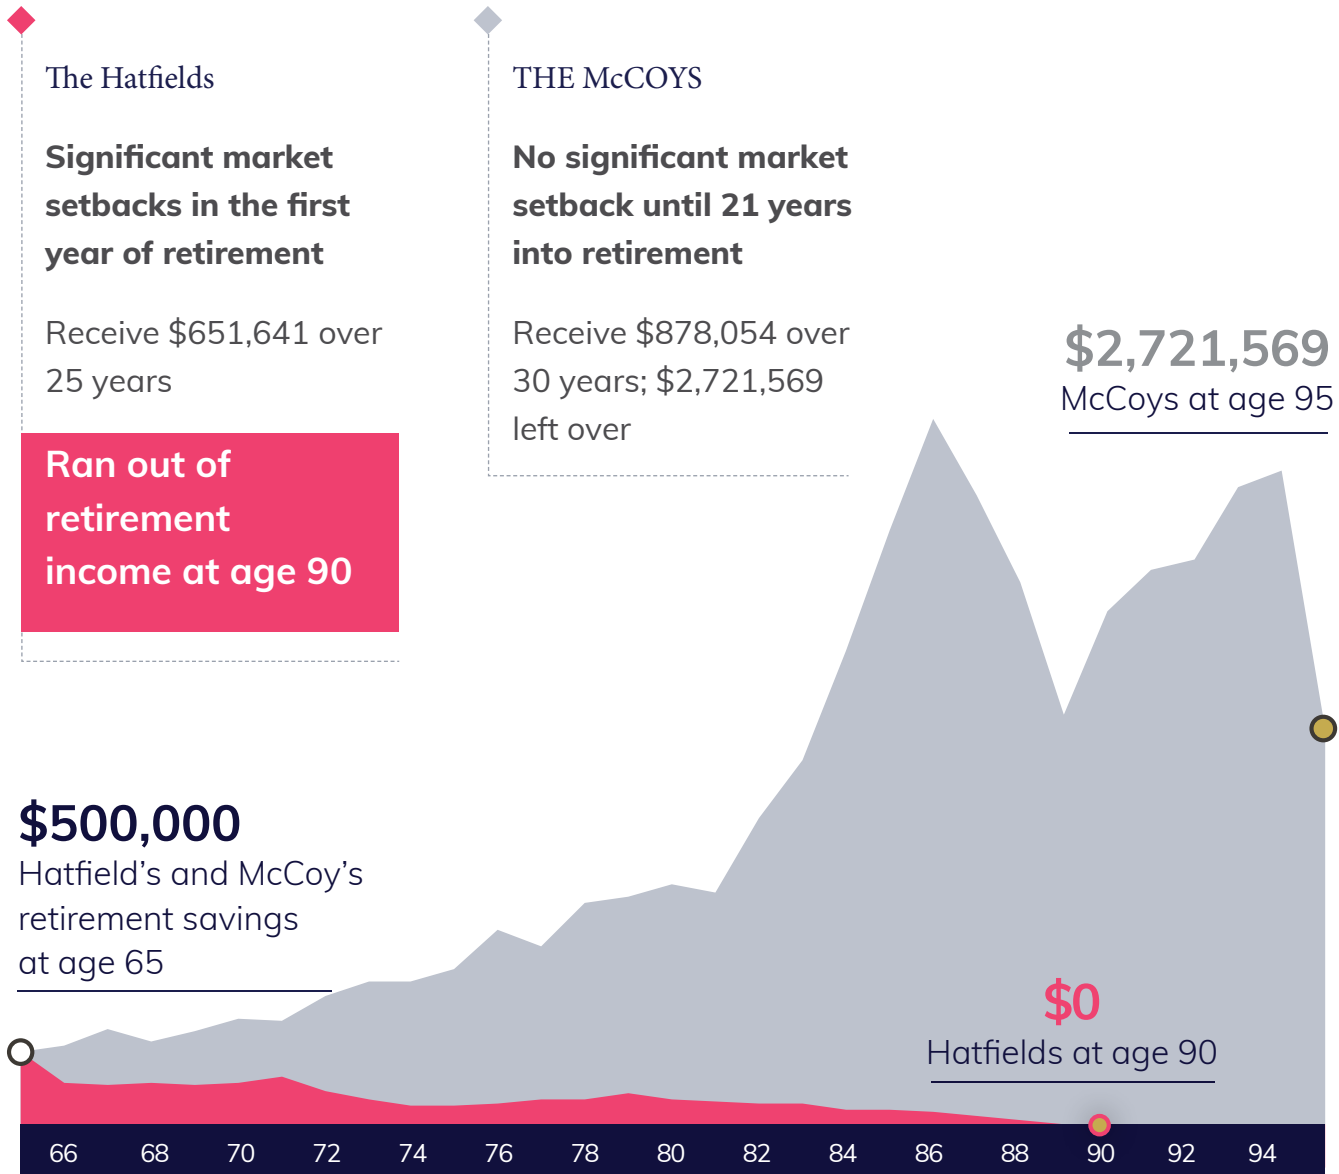 The Hatfields
Significant market
setbacks in the first
year of retirement
Receive $651,641 over
25 years
Ran out of
retirement
income at age 90
THE McCOYS
No significant market
setback until 21 years
into retirement
Receive $878,054 over
30 years; $2,721,569
left over
$2,721,569
McCoys at age 95
$500,000
Hatfield’s and McCoy’s
retirement savings
at age 65
$0
Hatfields at age 90
66 68 70 72 74 76 78 80 82 84 86 88 90 92 94